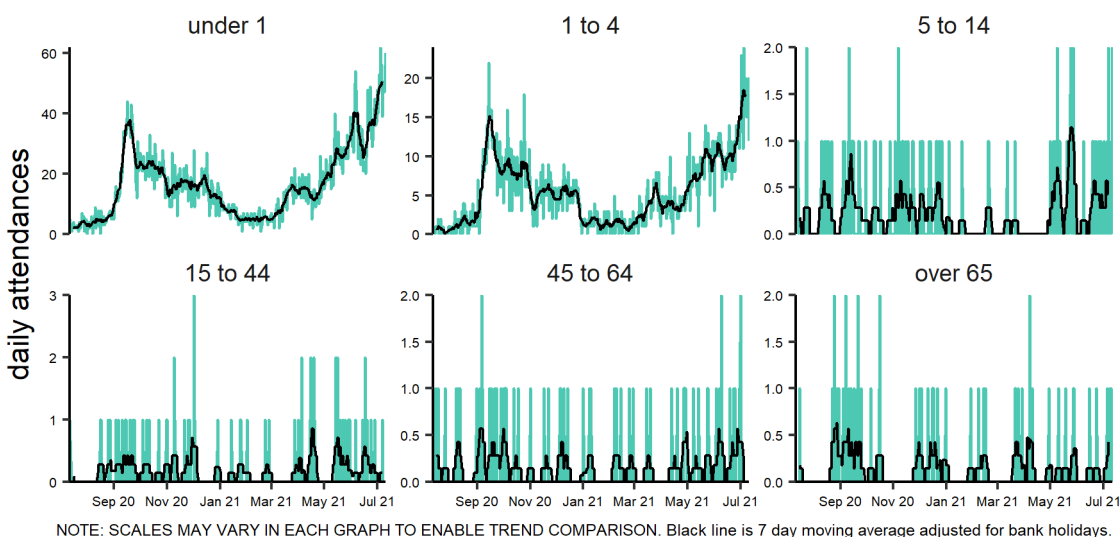 under 1
1 to 4
5 to 14
60
40
20
0
20
15
10
5
0
2.0
1.5
1.0
0.5
0.0
daily attendances
15 to 44
45 to 64
over 65
3
2
1
0
2.0
1.5
1.0
0.5
0.0
2.0
1.5
1.0
0.5
0.0
Sep 20 Nov 20 Jan 21 Mar 21 May 21 Jul 21
Sep 20 Nov 20 Jan 21 Mar 21 May 21 Jul 21
Sep 20 Nov 20 Jan 21 Mar 21 May 21 Jul 21
NOTE: SCALES MAY VARY IN EACH GRAPH TO ENABLE TREND COMPARISON. Black line is 7 day moving average adjusted for bank holidays.